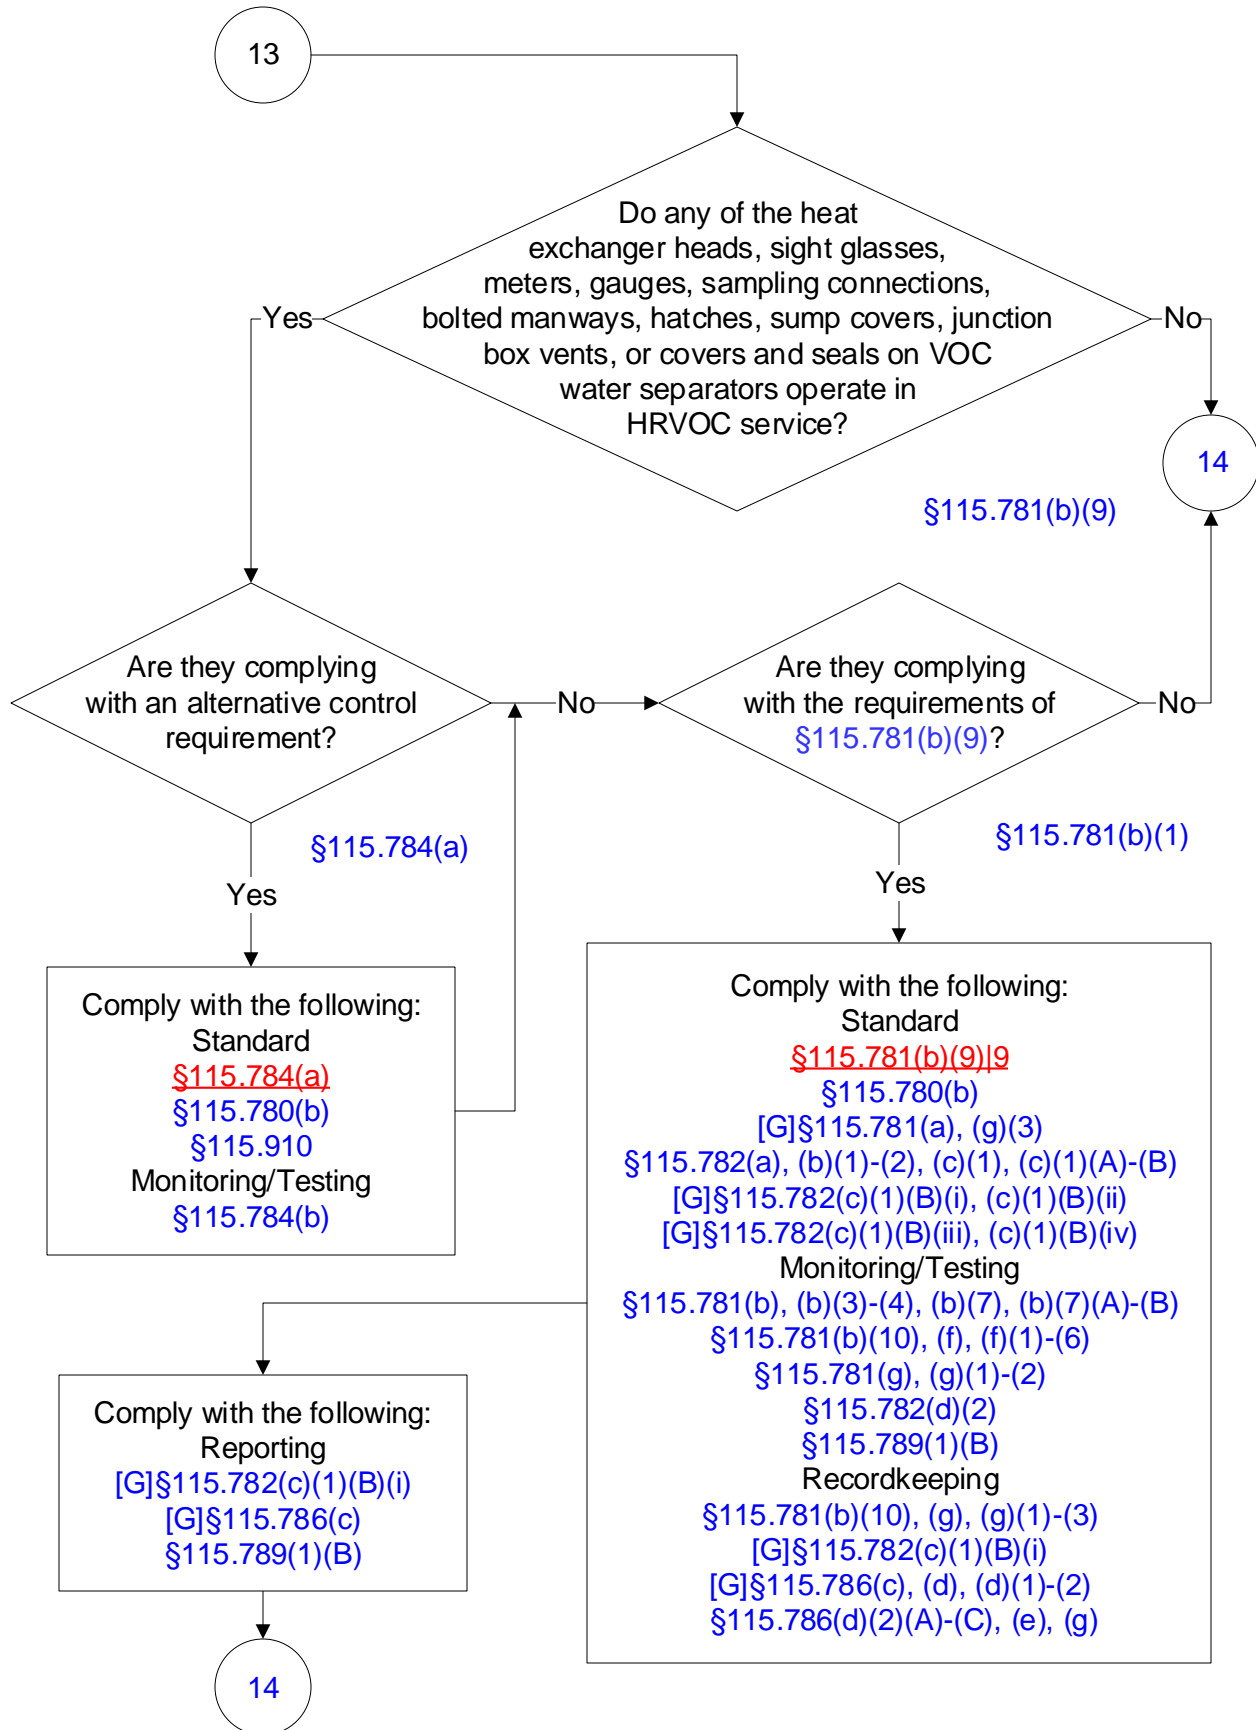 13
Do any of the heat
exchanger heads, sight glasses,
meters, gauges, sampling connections,
bolted manways, hatches, sump covers, junction
box vents, or covers and seals on VOC
water separators operate in
HRVOC service?
Yes
No
14
§115.781(b)(9)
Are they complying
with an alternative control
requirement?
No
§115.784(a)
Yes
Are they complying
with the requirements of
§115.781(b)(9)?
No
§115.781(b)(1)
Yes
Comply with the following:
Standard
§115.784(a)
§115.780(b)
§115.910
Monitoring/Testing
§115.784(b)
Comply with the following:
Standard
§115.781(b)(9)|9
§115.780(b)
[G]§115.781(a), (g)(3)
§115.782(a), (b)(1)-(2), (c)(1), (c)(1)(A)-(B)
[G]§115.782(c)(1)(B)(i), (c)(1)(B)(ii)
[G]§115.782(c)(1)(B)(iii), (c)(1)(B)(iv)
Monitoring/Testing
§115.781(b), (b)(3)-(4), (b)(7), (b)(7)(A)-(B)
§115.781(b)(10), (f), (f)(1)-(6)
§115.781(g), (g)(1)-(2)
§115.782(d)(2)
§115.789(1)(B)
Recordkeeping
§115.781(b)(10), (g), (g)(1)-(3)
[G]§115.782(c)(1)(B)(i)
[G]§115.786(c), (d), (d)(1)-(2)
§115.786(d)(2)(A)-(C), (e), (g)
Comply with the following:
Reporting
[G]§115.782(c)(1)(B)(i)
[G]§115.786(c)
§115.789(1)(B)
14